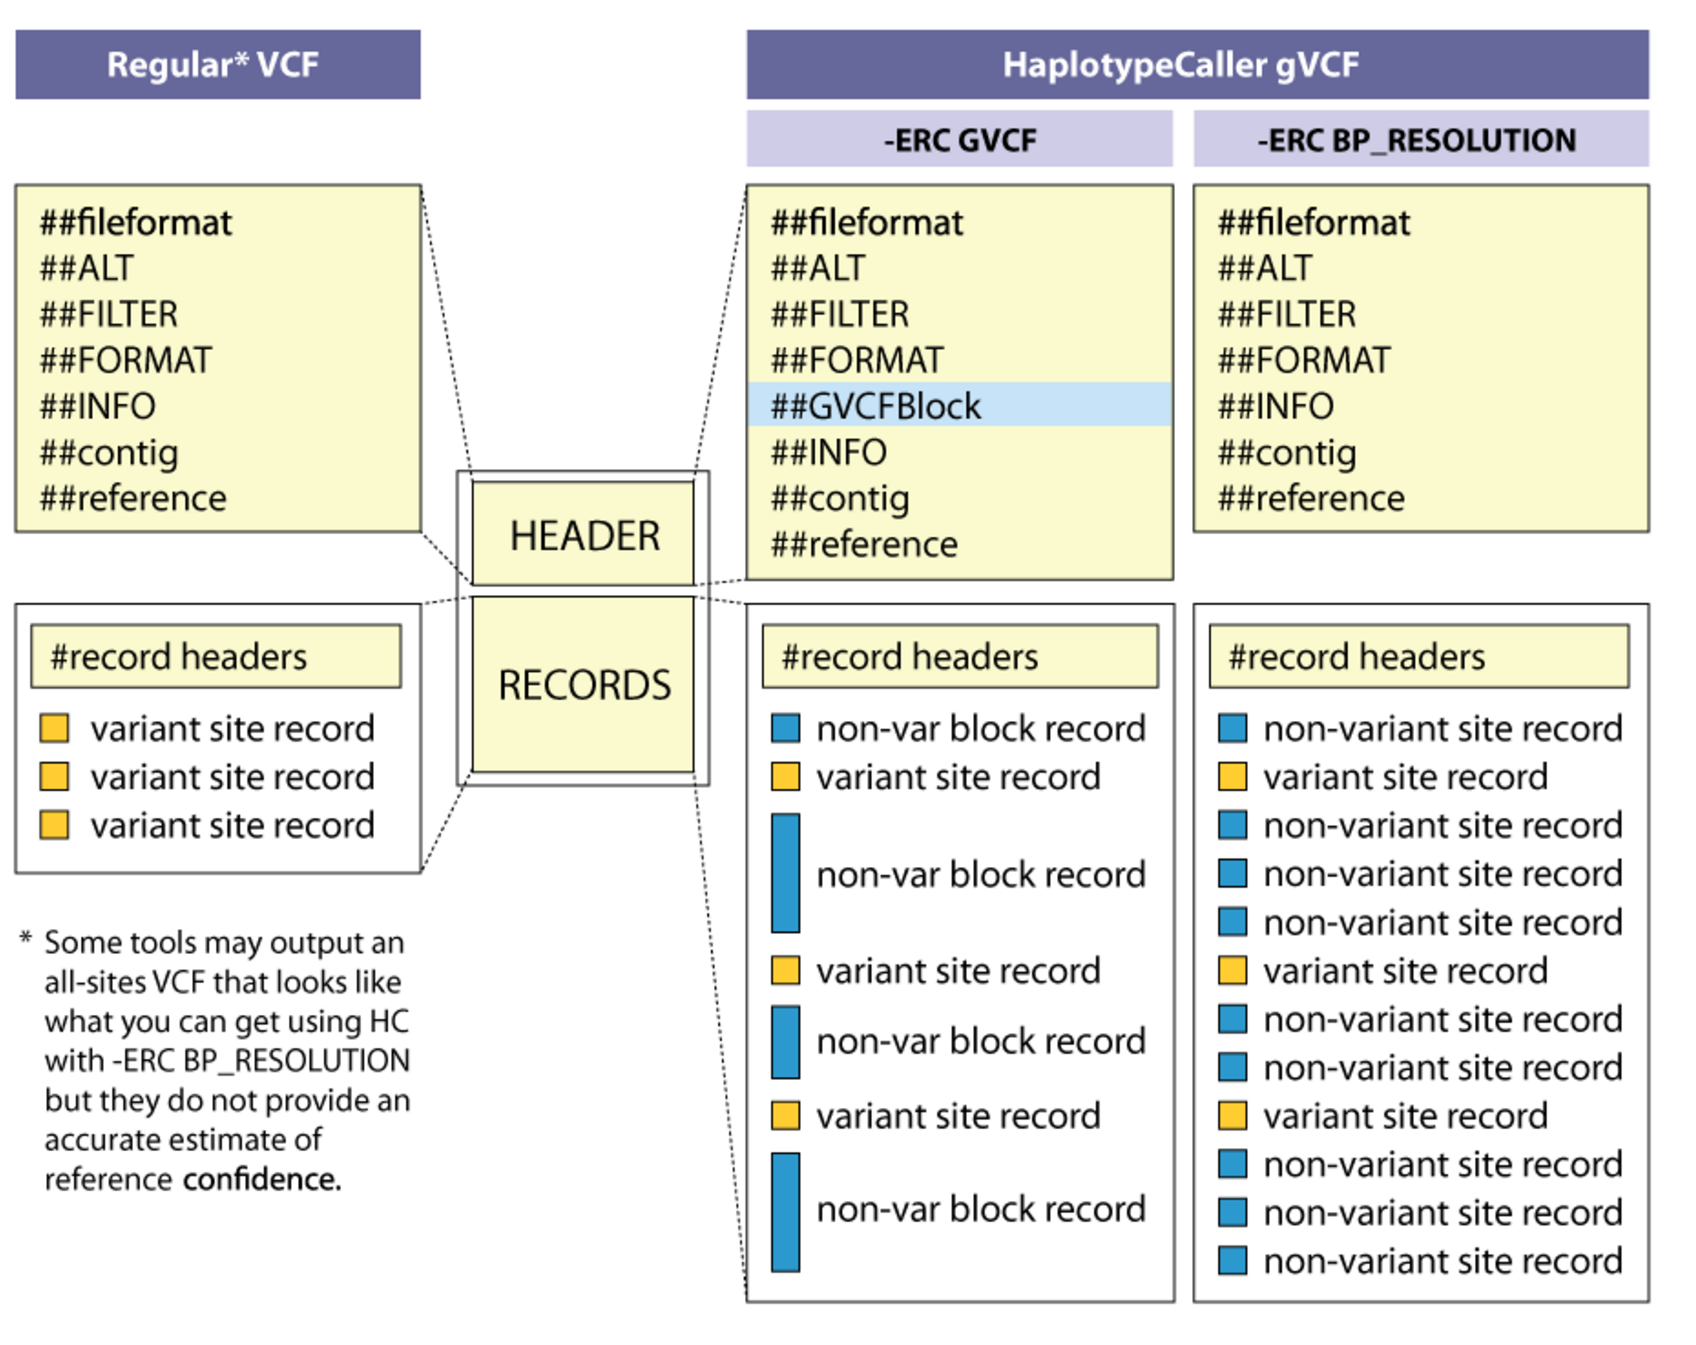 Regular* VCF
##fileformat
##ALT
##FILTER
##FORMAT
##INFO
##contig
##reference
#record headers
variant site record
variant site record
variant site record
* Some tools may output an
all-sites VCF that looks like
what you can get using HC
with -ERC BP_RESOLUTION
but they do not provide an
accurate estimate of
reference confidence.
HEADER
RECORDS
HaplotypeCaller gVCF
-ERC GVCF
##fileformat
##ALT
##FILTER
##FORMAT
##GVCFBlock
##INFO
##contig
##reference
#record headers
non-var block record
variant site record
non-var block record
variant site record
non-var block record
variant site record
non-var block record
-ERC BP_RESOLUTION
##fileformat
##ALT
##FILTER
##FORMAT
##INFO
##contig
##reference
#record headers
non-variant site record
variant site record
non-variant site record
non-variant site record
non-variant site record
variant site record
non-variant site record
non-variant site record
variant site record
non-variant site record
non-variant site record
non-variant site record